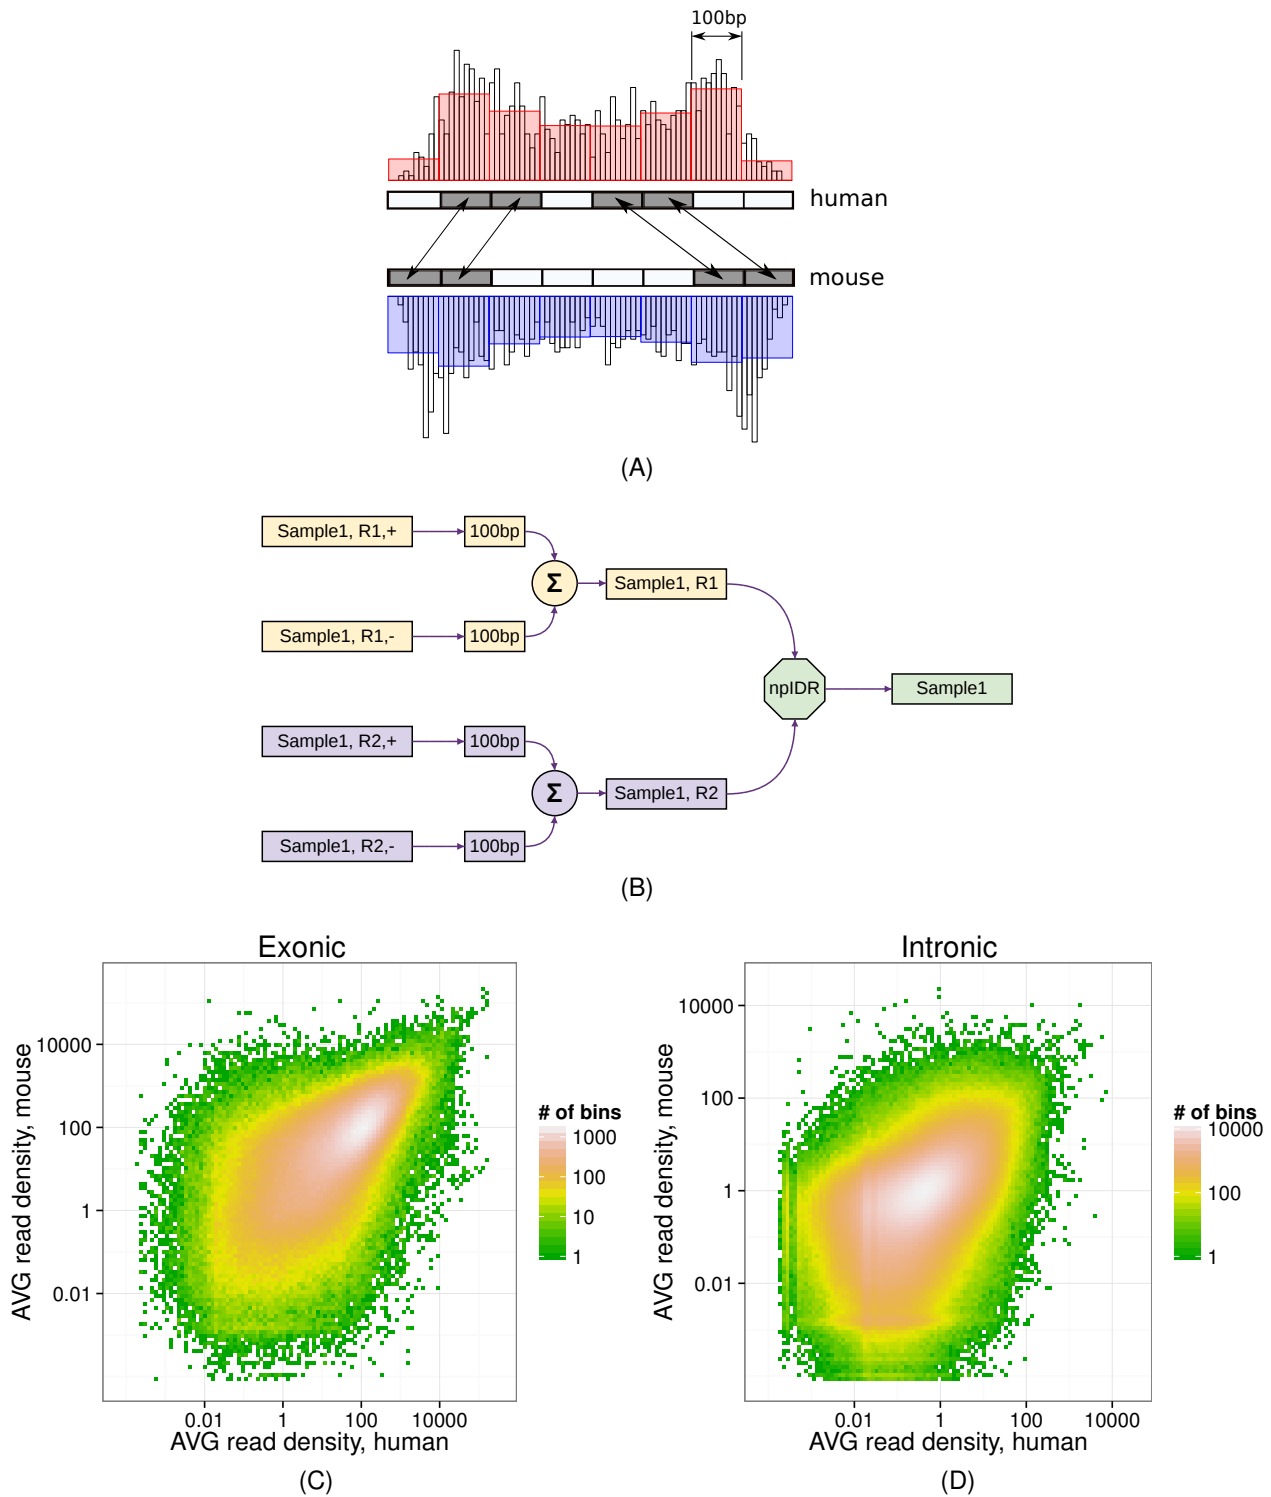 100bp
human
mouse
(A)
Sample1, R1,+
100bp
Σ
Sample1, R1
Sample1, R1,-
100bp
npIDR
Sample1
Sample1, R2,+
100bp
Σ
Sample1, R2
Sample1, R2,-
100bp
(B)
Exonic
AVG read density, mouse
10000
100
1
0.01
0.01 1 100 10000
AVG read density, human
# of bins
1000
100
10
1
(C)
Intronic
AVG read density, mouse
10000
100
1
0.01
0.01 1 100 10000
AVG read density, human
# of bins
10000
100
1
(D)